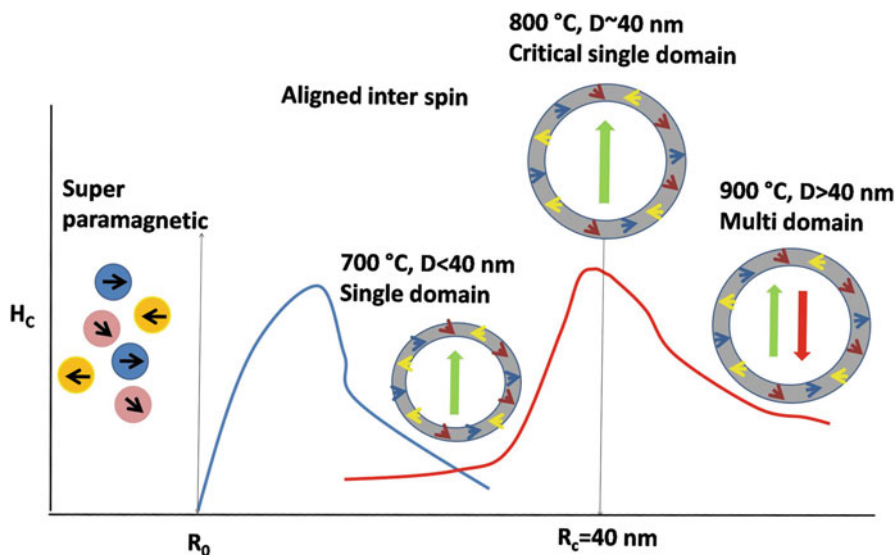 800 °C, D~40 nm
Critical single domain
Aligned inter spin
Super
paramagnetic
900 °C, D>40 nm
Multi domain
700 °C, D<40 nm
Single domain
H_C
R_0
R_c=40 nm